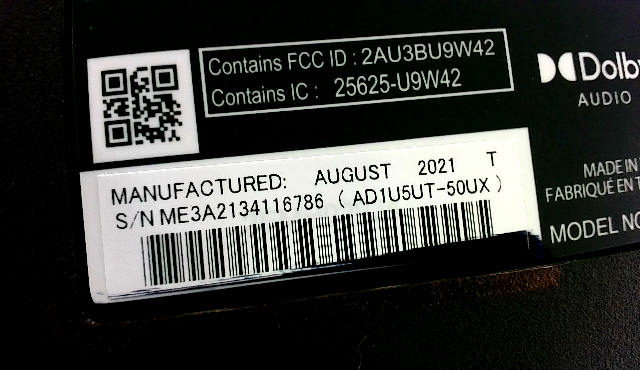 Contains FCC ID : 2AU3BU9W42
Contains IC : 25625-U9W42
Dolby
AUDIO
MANUFACTURED: AUGUST 2021 T
S/N ME3A2134116786 ( AD1U5UT-50UX )
MADE IN
FABRIQUÉ EN
MODEL NO